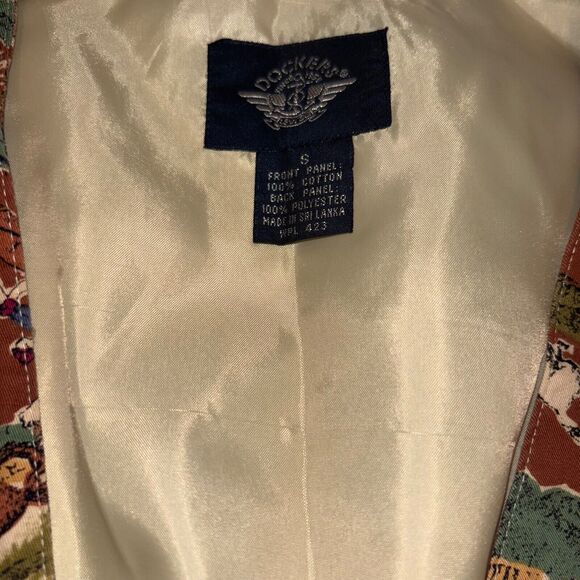 DOCKERS®
S
FRONT PANEL:
100% COTTON
BACK PANEL:
100% POLYESTER
MADE IN SRI LANKA
WPL 423